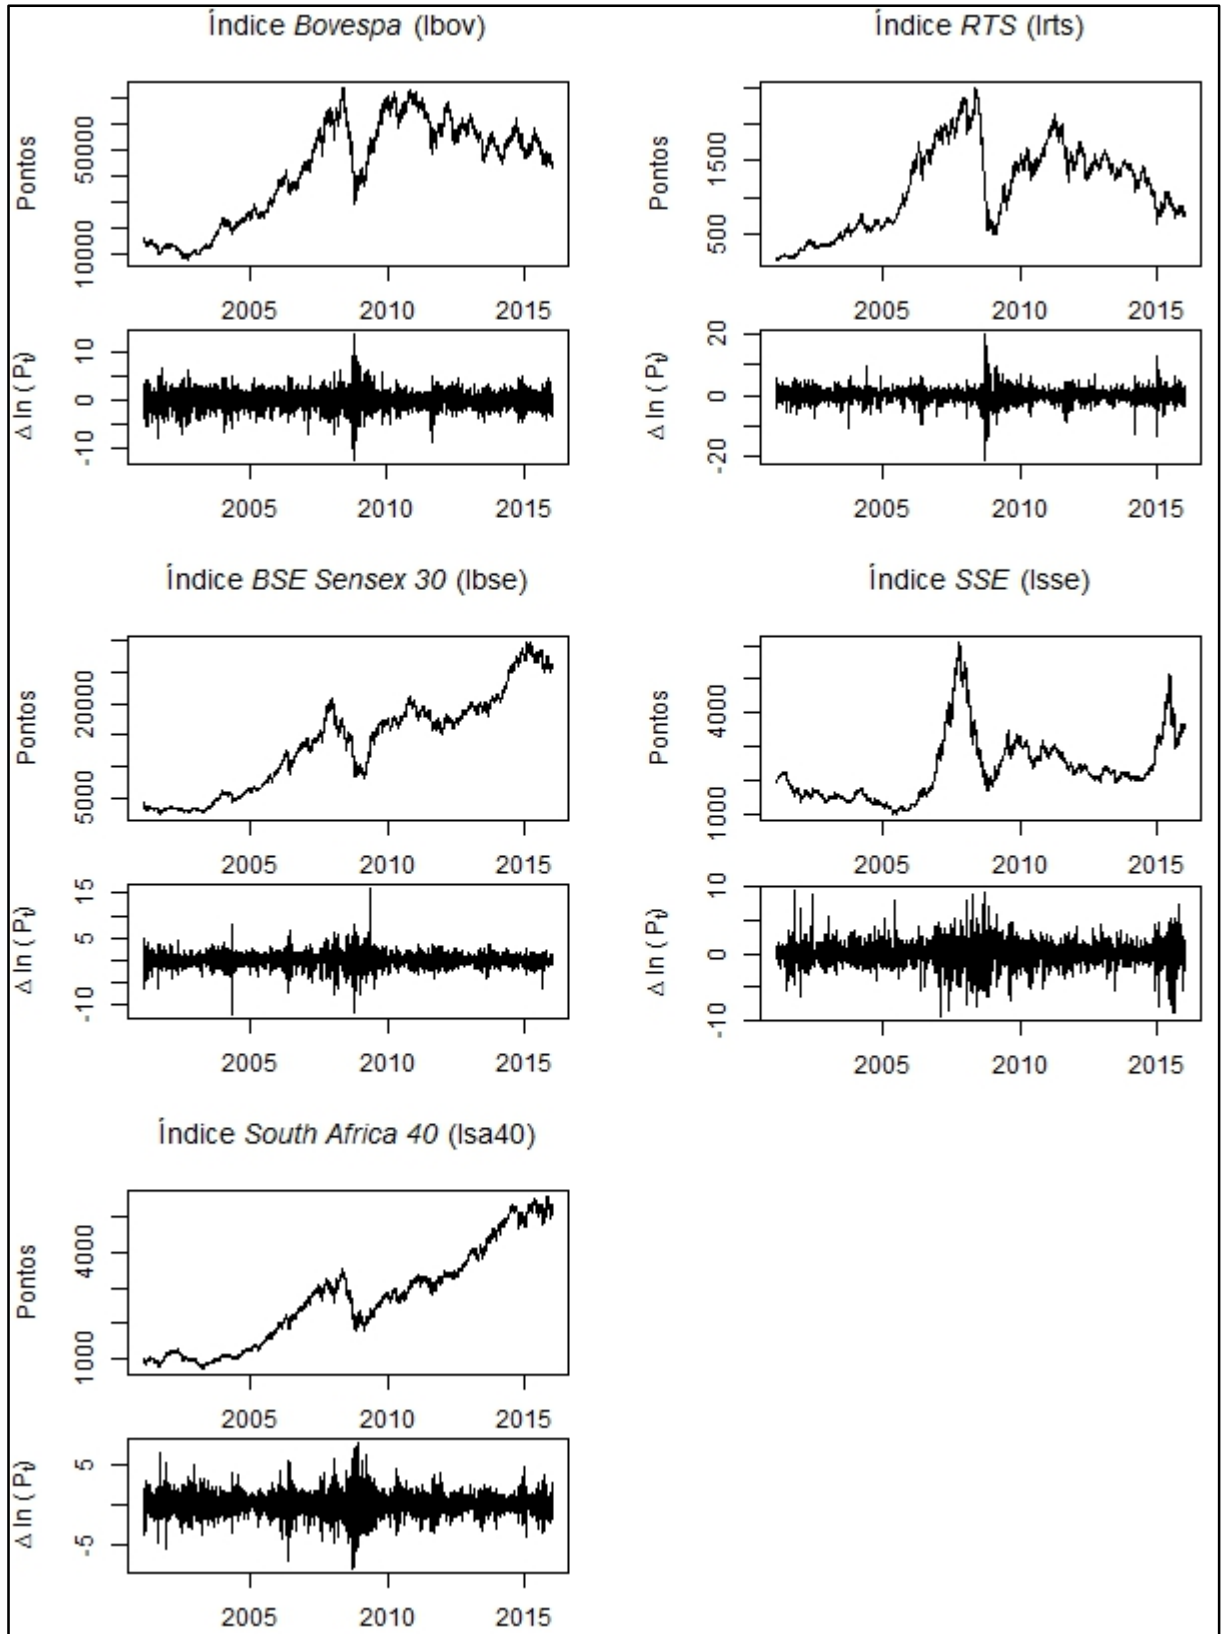 Índice Bovespa (Ibov)
Pontos
50000
10000
2005 2010 2015
Δ ln ( Pt)
10
0
-10
2005 2010 2015
Índice RTS (Irts)
Pontos
1500
500
2005 2010 2015
Δ ln ( Pt)
20
0
-20
2005 2010 2015
Índice BSE Sensex 30 (Ibse)
Pontos
20000
5000
2005 2010 2015
Δ ln ( Pt)
15
5
-10
2005 2010 2015
Índice SSE (Isse)
Pontos
4000
1000
2005 2010 2015
Δ ln ( Pt)
10
0
-10
2005 2010 2015
Índice South Africa 40 (Isa40)
Pontos
4000
1000
2005 2010 2015
Δ ln ( Pt)
5
-5
2005 2010 2015